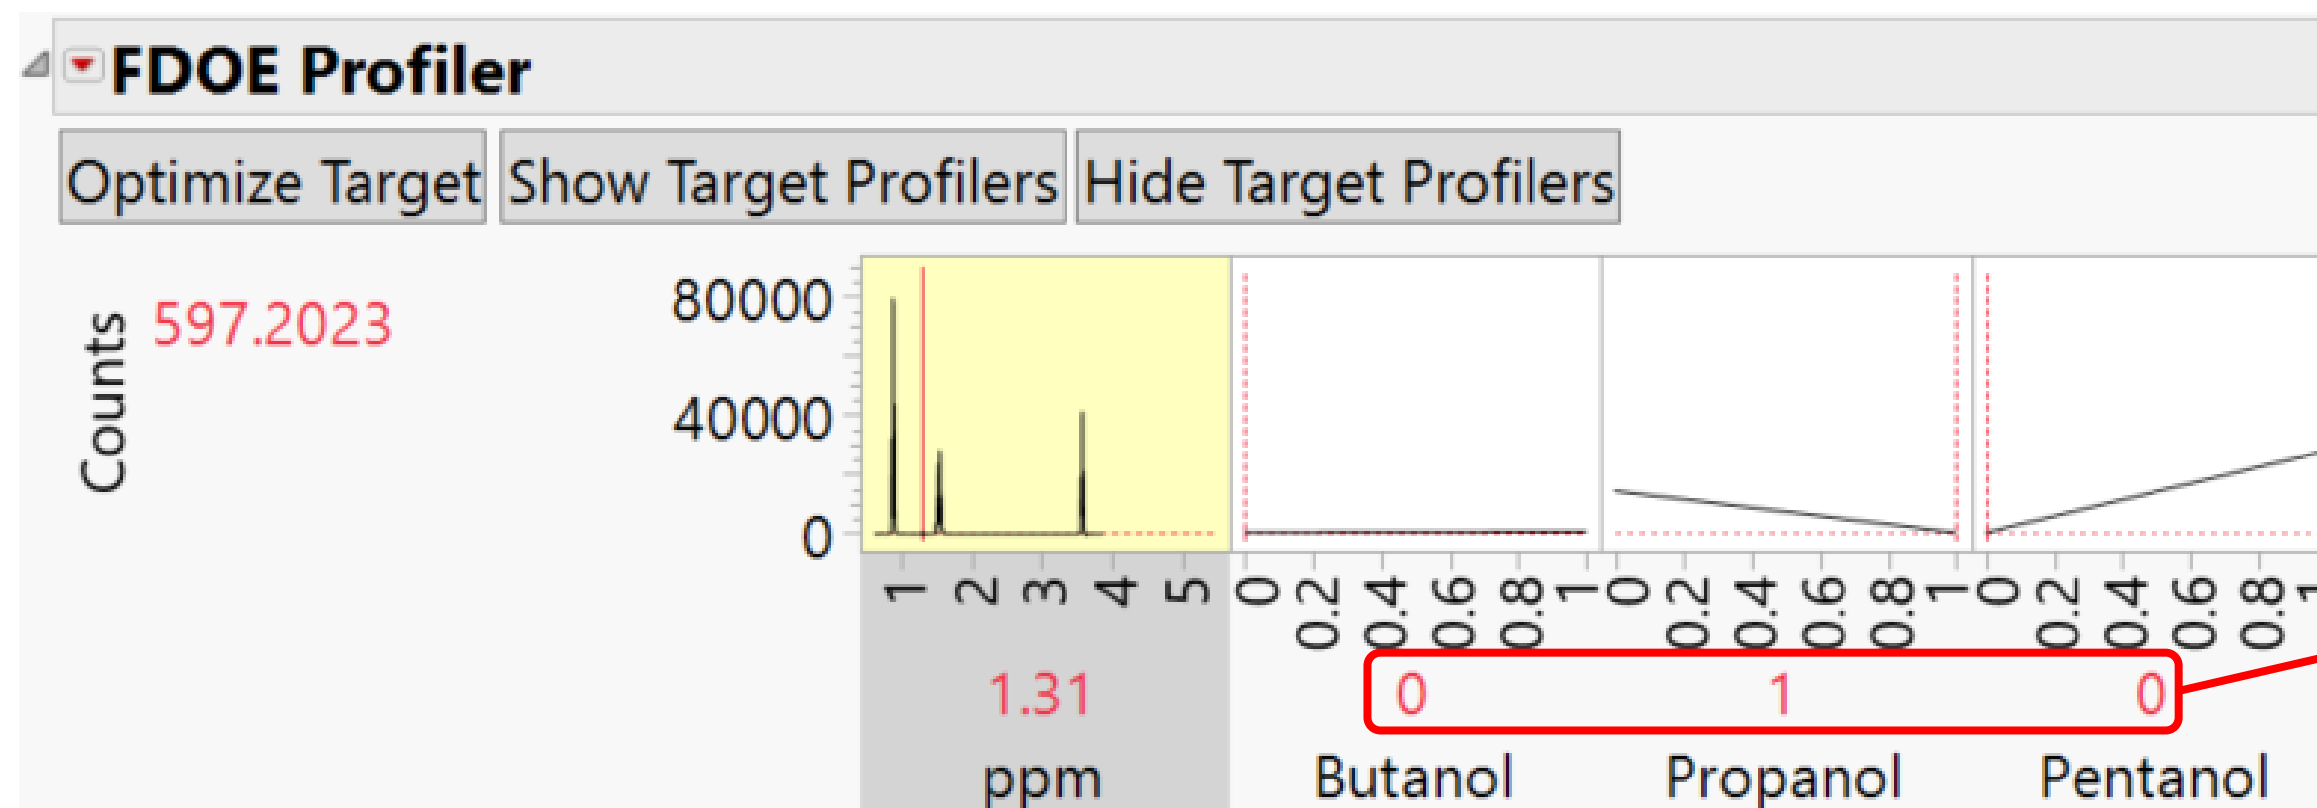 FDOE Profiler
Optimize Target Show Target Profilers Hide Target Profilers
Counts
597.2023
80000
40000
0
1 2 3 4 5
0 0.2 0.4 0.6 0.8 1
0 0.2 0.4 0.6 0.8 1
0 0.2 0.4 0.6 0.8 1
1.31 0 1 0
ppm Butanol Propanol Pentanol